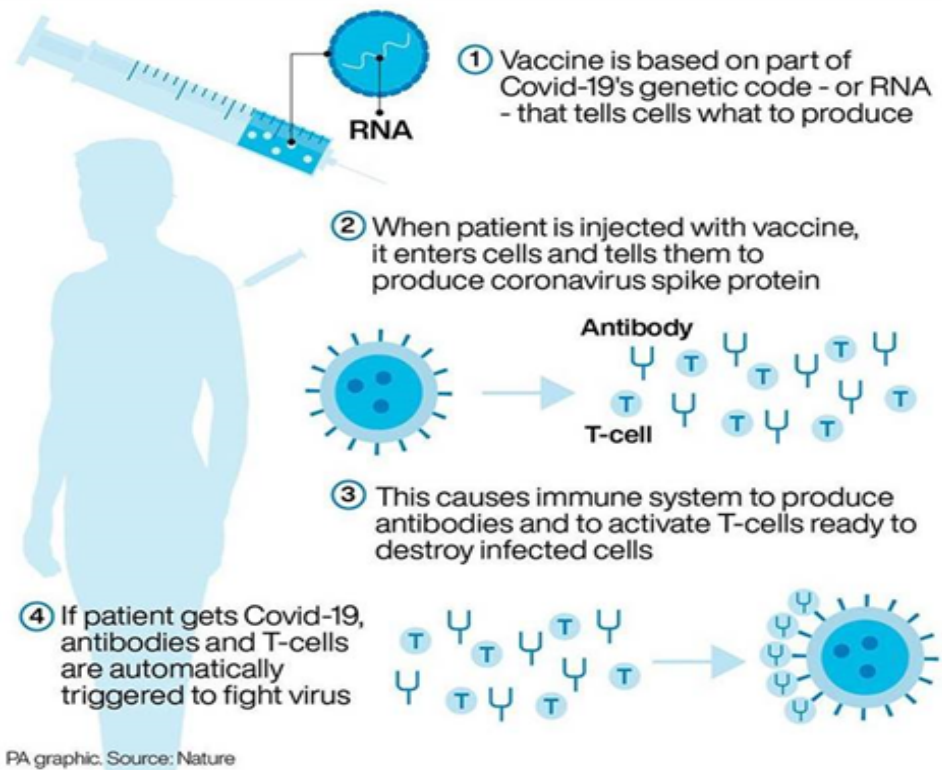 RNA
1 Vaccine is based on part of
Covid-19's genetic code - or RNA
- that tells cells what to produce
2 When patient is injected with vaccine,
it enters cells and tells them to
produce coronavirus spike protein
Antibody
T T T T T T T
T-cell
3 This causes immune system to produce
antibodies and to activate T-cells ready to
destroy infected cells
4 If patient gets Covid-19,
antibodies and T-cells
are automatically
triggered to fight virus
T T T T T T
PA graphic. Source: Nature